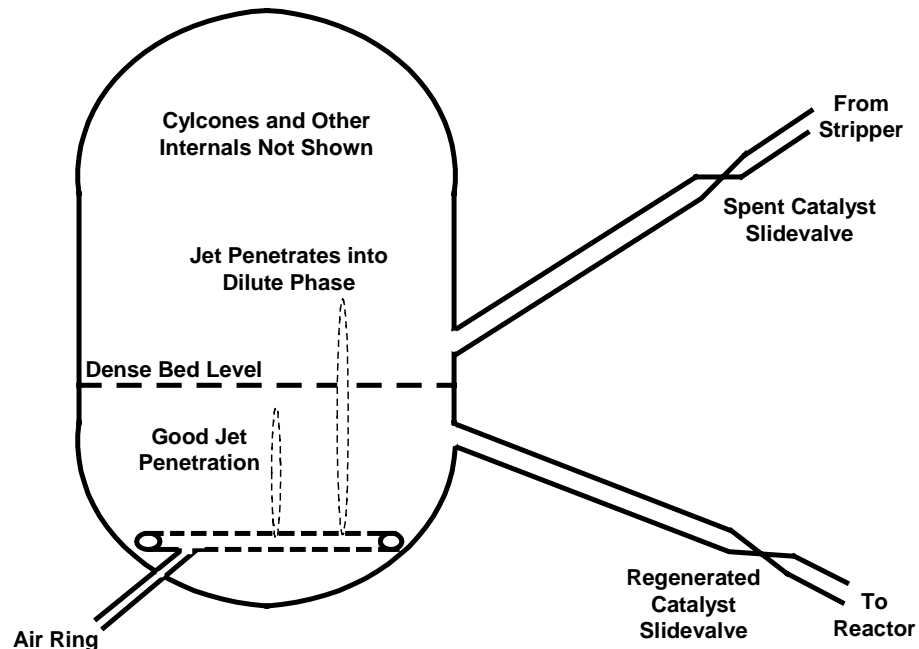 Cylcones and Other
Internals Not Shown
From
Stripper
Spent Catalyst
Slidevalve
Jet Penetrates into
Dilute Phase
Dense Bed Level
Good Jet
Penetration
Regenerated
Catalyst
Slidevalve
To
Reactor
Air Ring